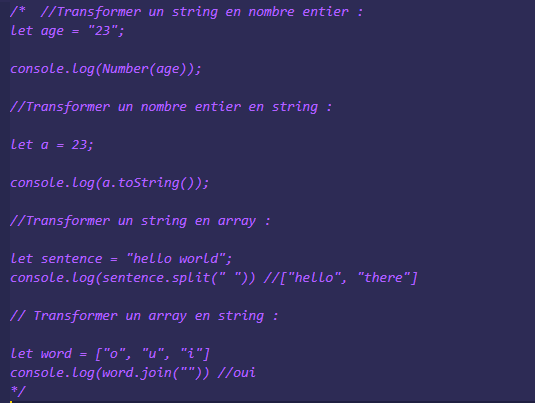 /*  //Transformer un string en nombre entier :
let age = "23";
console.log(Number(age));
//Transformer un nombre entier en string :
let a = 23;
console.log(a.toString());
//Transformer un string en array :
let sentence = "hello world";
console.log(sentence.split(" ")) //["hello", "there"]
// Transformer un array en string :
let word = ["o", "u", "i"]
console.log(word.join("")) //oui
*/